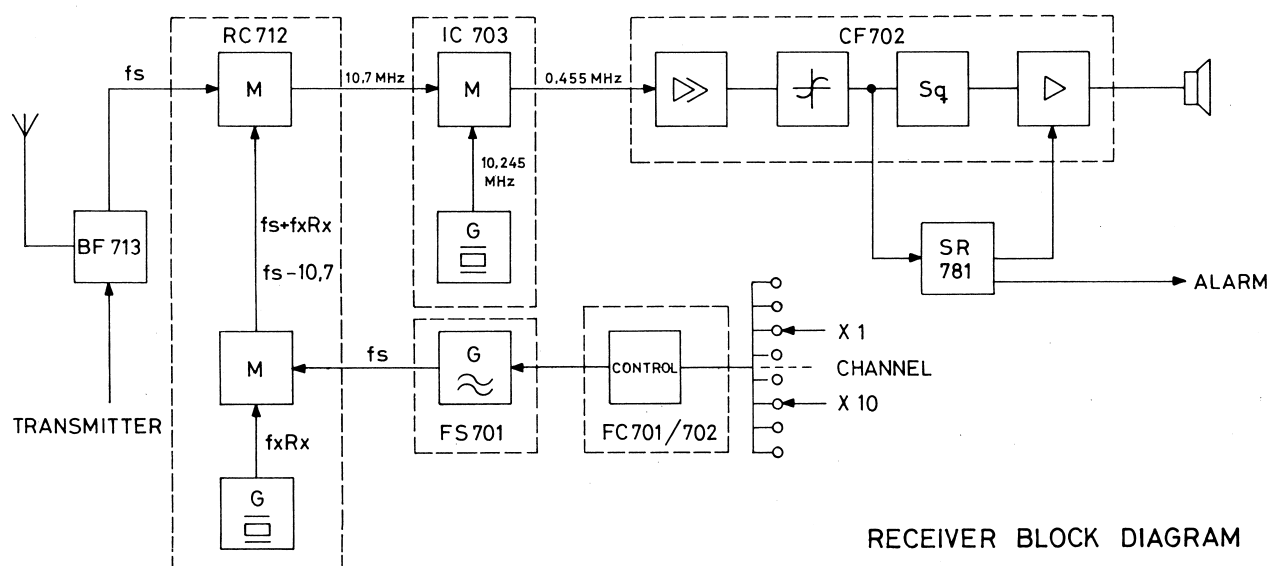 RC712
IC 703
CF702
fs
M
10.7 MHz
M
0.455 MHz
Sq
10,245
MHz
G
fs+fxRx
fs-10,7
BF 713
SR
781
ALARM
X 1
CHANNEL
X 10
M
fs
G
CONTROL
FS701
FC701/702
TRANSMITTER
fxRx
G
RECEIVER BLOCK DIAGRAM